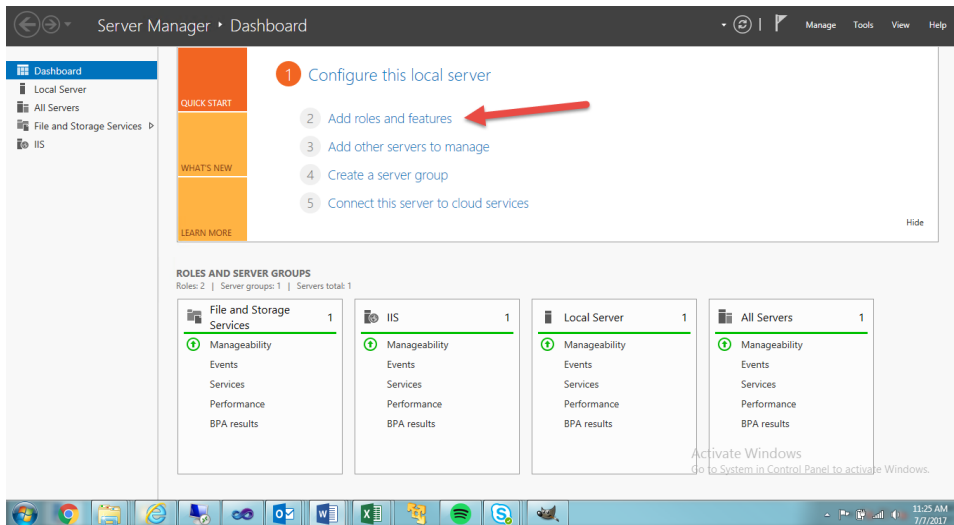 Server Manager ‣ Dashboard
Manage Tools View Help
Dashboard
Local Server
All Servers
File and Storage Services
IIS
QUICK START
WHAT'S NEW
LEARN MORE
1 Configure this local server
2 Add roles and features
3 Add other servers to manage
4 Create a server group
5 Connect this server to cloud services
Hide
ROLES AND SERVER GROUPS
Roles: 2 | Server groups: 1 | Servers total: 1
File and Storage
Services 1
Manageability
Events
Services
Performance
BPA results
IIS 1
Manageability
Events
Services
Performance
BPA results
Local Server 1
Manageability
Events
Services
Performance
BPA results
All Servers 1
Manageability
Events
Services
Performance
BPA results
Activate Windows
Go to System in Control Panel to activate Windows.
11:25 AM
7/7/2017